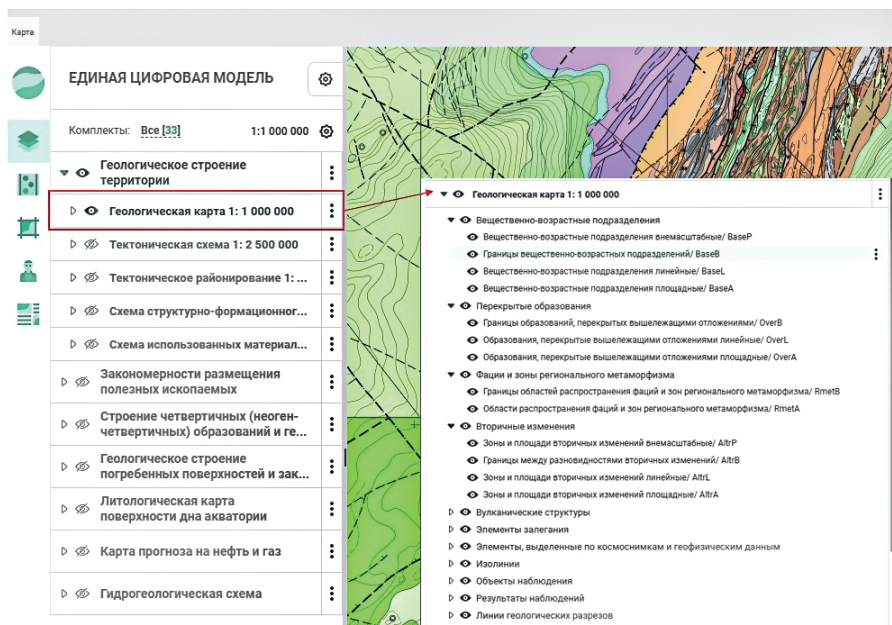 Карта
ЕДИНАЯ ЦИФРОВАЯ МОДЕЛЬ
Комплекты: Все [33] 1:1 000 000
Геологическое строение
территории
Геологическая карта 1: 1 000 000
Тектоническая схема 1: 2 500 000
Тектоническое районирование 1: ...
Схема структурно-формационног...
Схема использованных материал...
Закономерности размещения
полезных ископаемых
Строение четвертичных (неоген-
четвертичных) образований и ге...
Геологическое строение
погребенных поверхностей и зак...
Литологическая карта
поверхности дна акватории
Карта прогноза на нефть и газ
Гидрогеологическая схема
Геологическая карта 1: 1 000 000
Вещественно-возрастные подразделения
Вещественно-возрастные подразделения внемасштабные/ BaseP
Границы вещественно-возрастных подразделений/ BaseB
Вещественно-возрастные подразделения линейные/ BaseL
Вещественно-возрастные подразделения площадные/ BaseA
Перекрытые образования
Границы образований, перекрытых вышележащими отложениями/ OverB
Образования, перекрытые вышележащими отложениями линейные/ OverL
Образования, перекрытые вышележащими отложениями площадные/ OverA
Фации и зоны регионального метаморфизма
Границы областей распространения фаций и зон регионального метаморфизма/ RmetB
Области распространения фаций и зон регионального метаморфизма/ RmetA
Вторичные изменения
Зоны и площади вторичных изменений внемасштабные/ AltrP
Границы между разновидностями вторичных изменений/ AltrB
Зоны и площади вторичных изменений линейные/ AltrL
Зоны и площади вторичных изменений площадные/ AltrA
Вулканические структуры
Элементы залегания
Элементы, выделенные по космоснимкам и геофизическим данным
Изолинии
Объекты наблюдения
Результаты наблюдений
Линии геологических разрезов